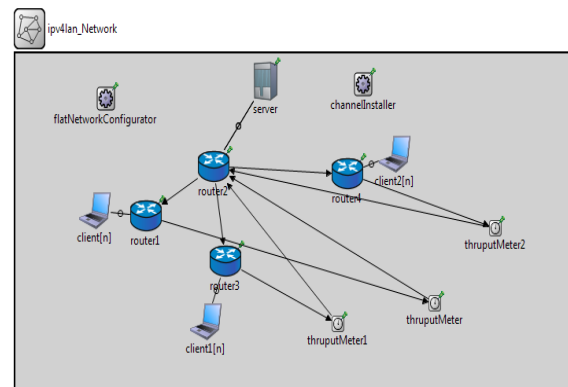 ipv4lan_Network
server
channelInstaller
flatNetworkConfigurator
router2
router4
client2[n]
client[n]
router1
thruputMeter2
router3
thruputMeter
client1[n]
thruputMeter1